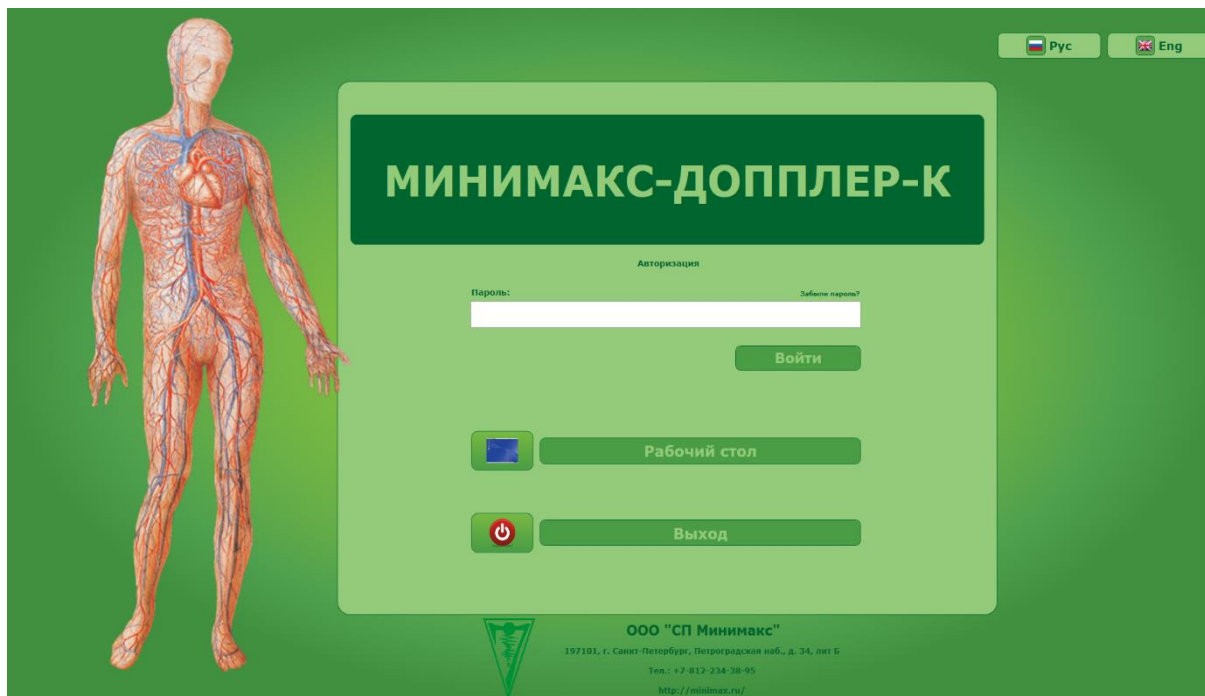 Рус
Eng
МИНИМАКС-ДОППЛЕР-К
Авторизация
Пароль:
Забыли пароль?
Войти
Рабочий стол
Выход
ООО "СП Минимакс"
197101, г. Санкт-Петербург, Петроградская наб., д. 34, лит Б
Тел.: +7-812-234-38-95
http://minimax.ru/